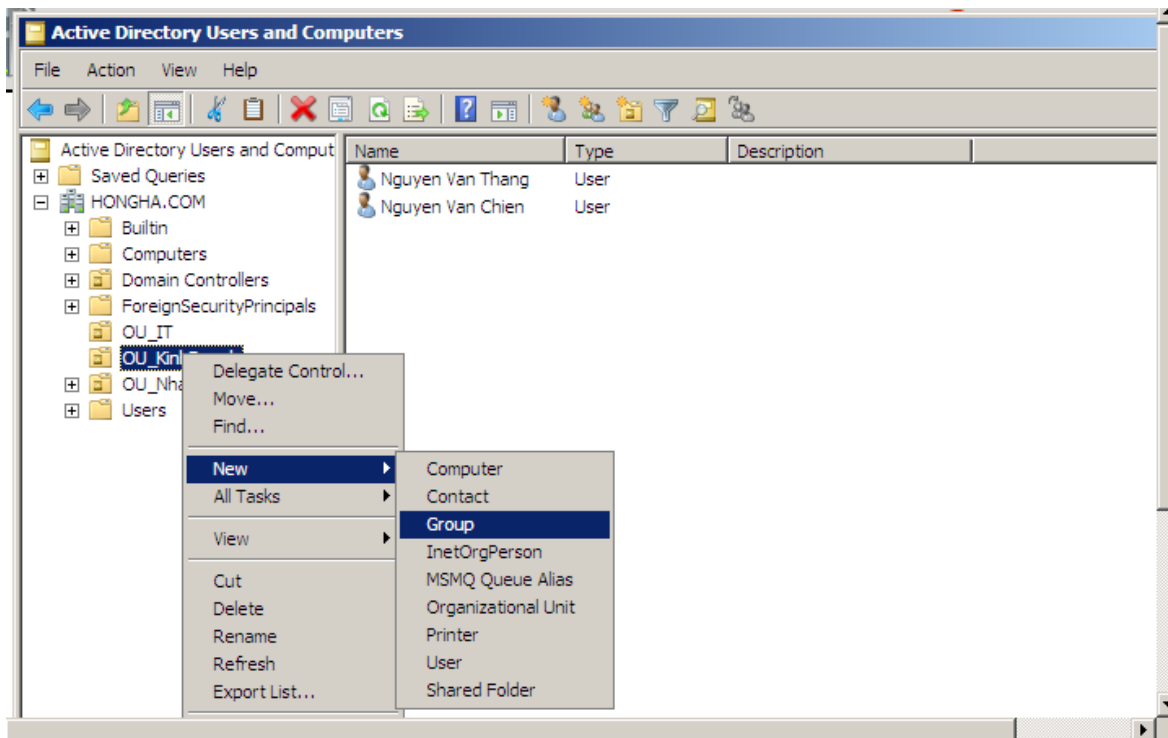 Active Directory Users and Computers
File Action View Help
Active Directory Users and Comput
Name Type Description
Saved Queries
Nguyen Van Thang User
HONGHA.COM
Nguyen Van Chien User
Builtin
Computers
Domain Controllers
ForeignSecurityPrincipals
OU_IT
OU_Kinh
OU_Nha
Users
Delegate Control...
Move...
Find...
New
All Tasks
View
Cut
Delete
Rename
Refresh
Export List...
Computer
Contact
Group
InetOrgPerson
MSMQ Queue Alias
Organizational Unit
Printer
User
Shared Folder